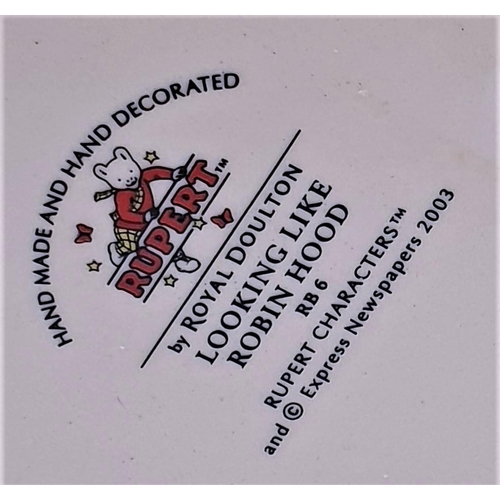 HAND MADE AND HAND DECORATED
RUPERT™
by ROYAL DOULTON
LOOKING LIKE
ROBIN HOOD
RB 6
RUPERT CHARACTERS™
and © Express Newspapers 2003